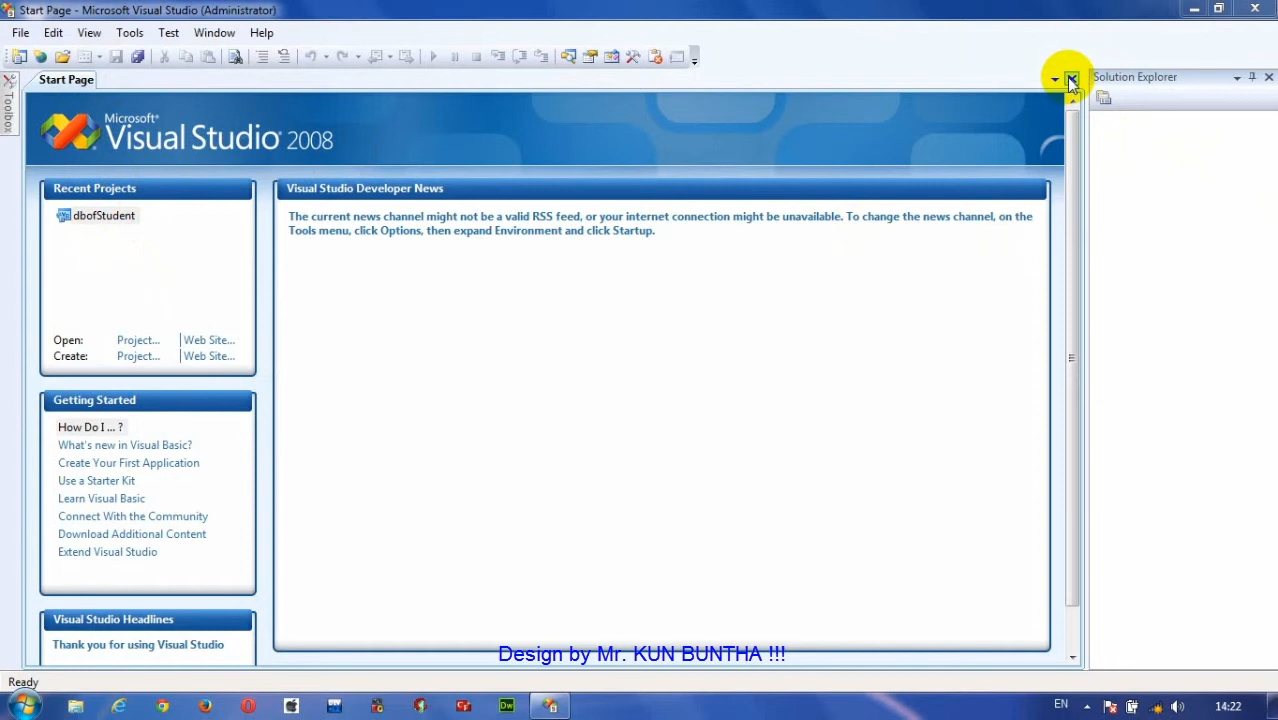 Start Page - Microsoft Visual Studio (Administrator)
File Edit View Tools Test Window Help
Toolbox
Start Page
Solution Explorer
Microsoft®
Visual Studio 2008
Recent Projects
dbofStudent
Open: Project... Web Site...
Create: Project... Web Site...
Getting Started
How Do I ... ?
What's new in Visual Basic?
Create Your First Application
Use a Starter Kit
Learn Visual Basic
Connect With the Community
Download Additional Content
Extend Visual Studio
Visual Studio Headlines
Thank you for using Visual Studio
Visual Studio Developer News
The current news channel might not be a valid RSS feed, or your internet connection might be unavailable. To change the news channel, on the
Tools menu, click Options, then expand Environment and click Startup.
Design by Mr. KUN BUNTHA !!!
Ready
Dw
EN
14:22